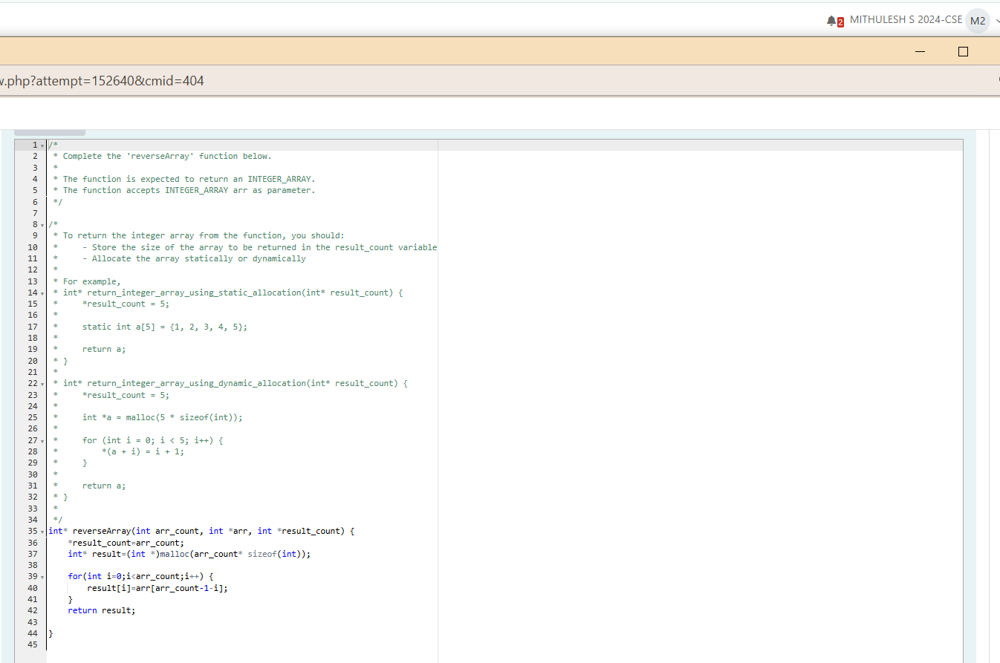 2 MITHULESH S 2024-CSE M2
w.php?attempt=152640&cmid=404
1 /*
2  * Complete the 'reverseArray' function below.
3  *
4  * The function is expected to return an INTEGER_ARRAY.
5  * The function accepts INTEGER_ARRAY arr as parameter.
6  */
7
8 /*
9  * To return the integer array from the function, you should:
10  *     - Store the size of the array to be returned in the result_count variable
11  *     - Allocate the array statically or dynamically
12  *
13  * For example,
14  * int* return_integer_array_using_static_allocation(int* result_count) {
15  *     *result_count = 5;
16  *
17  *     static int a[5] = {1, 2, 3, 4, 5};
18  *
19  *     return a;
20  * }
21  *
22  * int* return_integer_array_using_dynamic_allocation(int* result_count) {
23  *     *result_count = 5;
24  *
25  *     int *a = malloc(5 * sizeof(int));
26  *
27  *     for (int i = 0; i < 5; i++) {
28  *         *(a + i) = i + 1;
29  *     }
30  *
31  *     return a;
32  * }
33  *
34  */
35 int* reverseArray(int arr_count, int *arr, int *result_count) {
36     *result_count=arr_count;
37     int* result=(int *)malloc(arr_count* sizeof(int));
38
39     for(int i=0;i<arr_count;i++) {
40         result[i]=arr[arr_count-1-i];
41     }
42     return result;
43
44 }
45